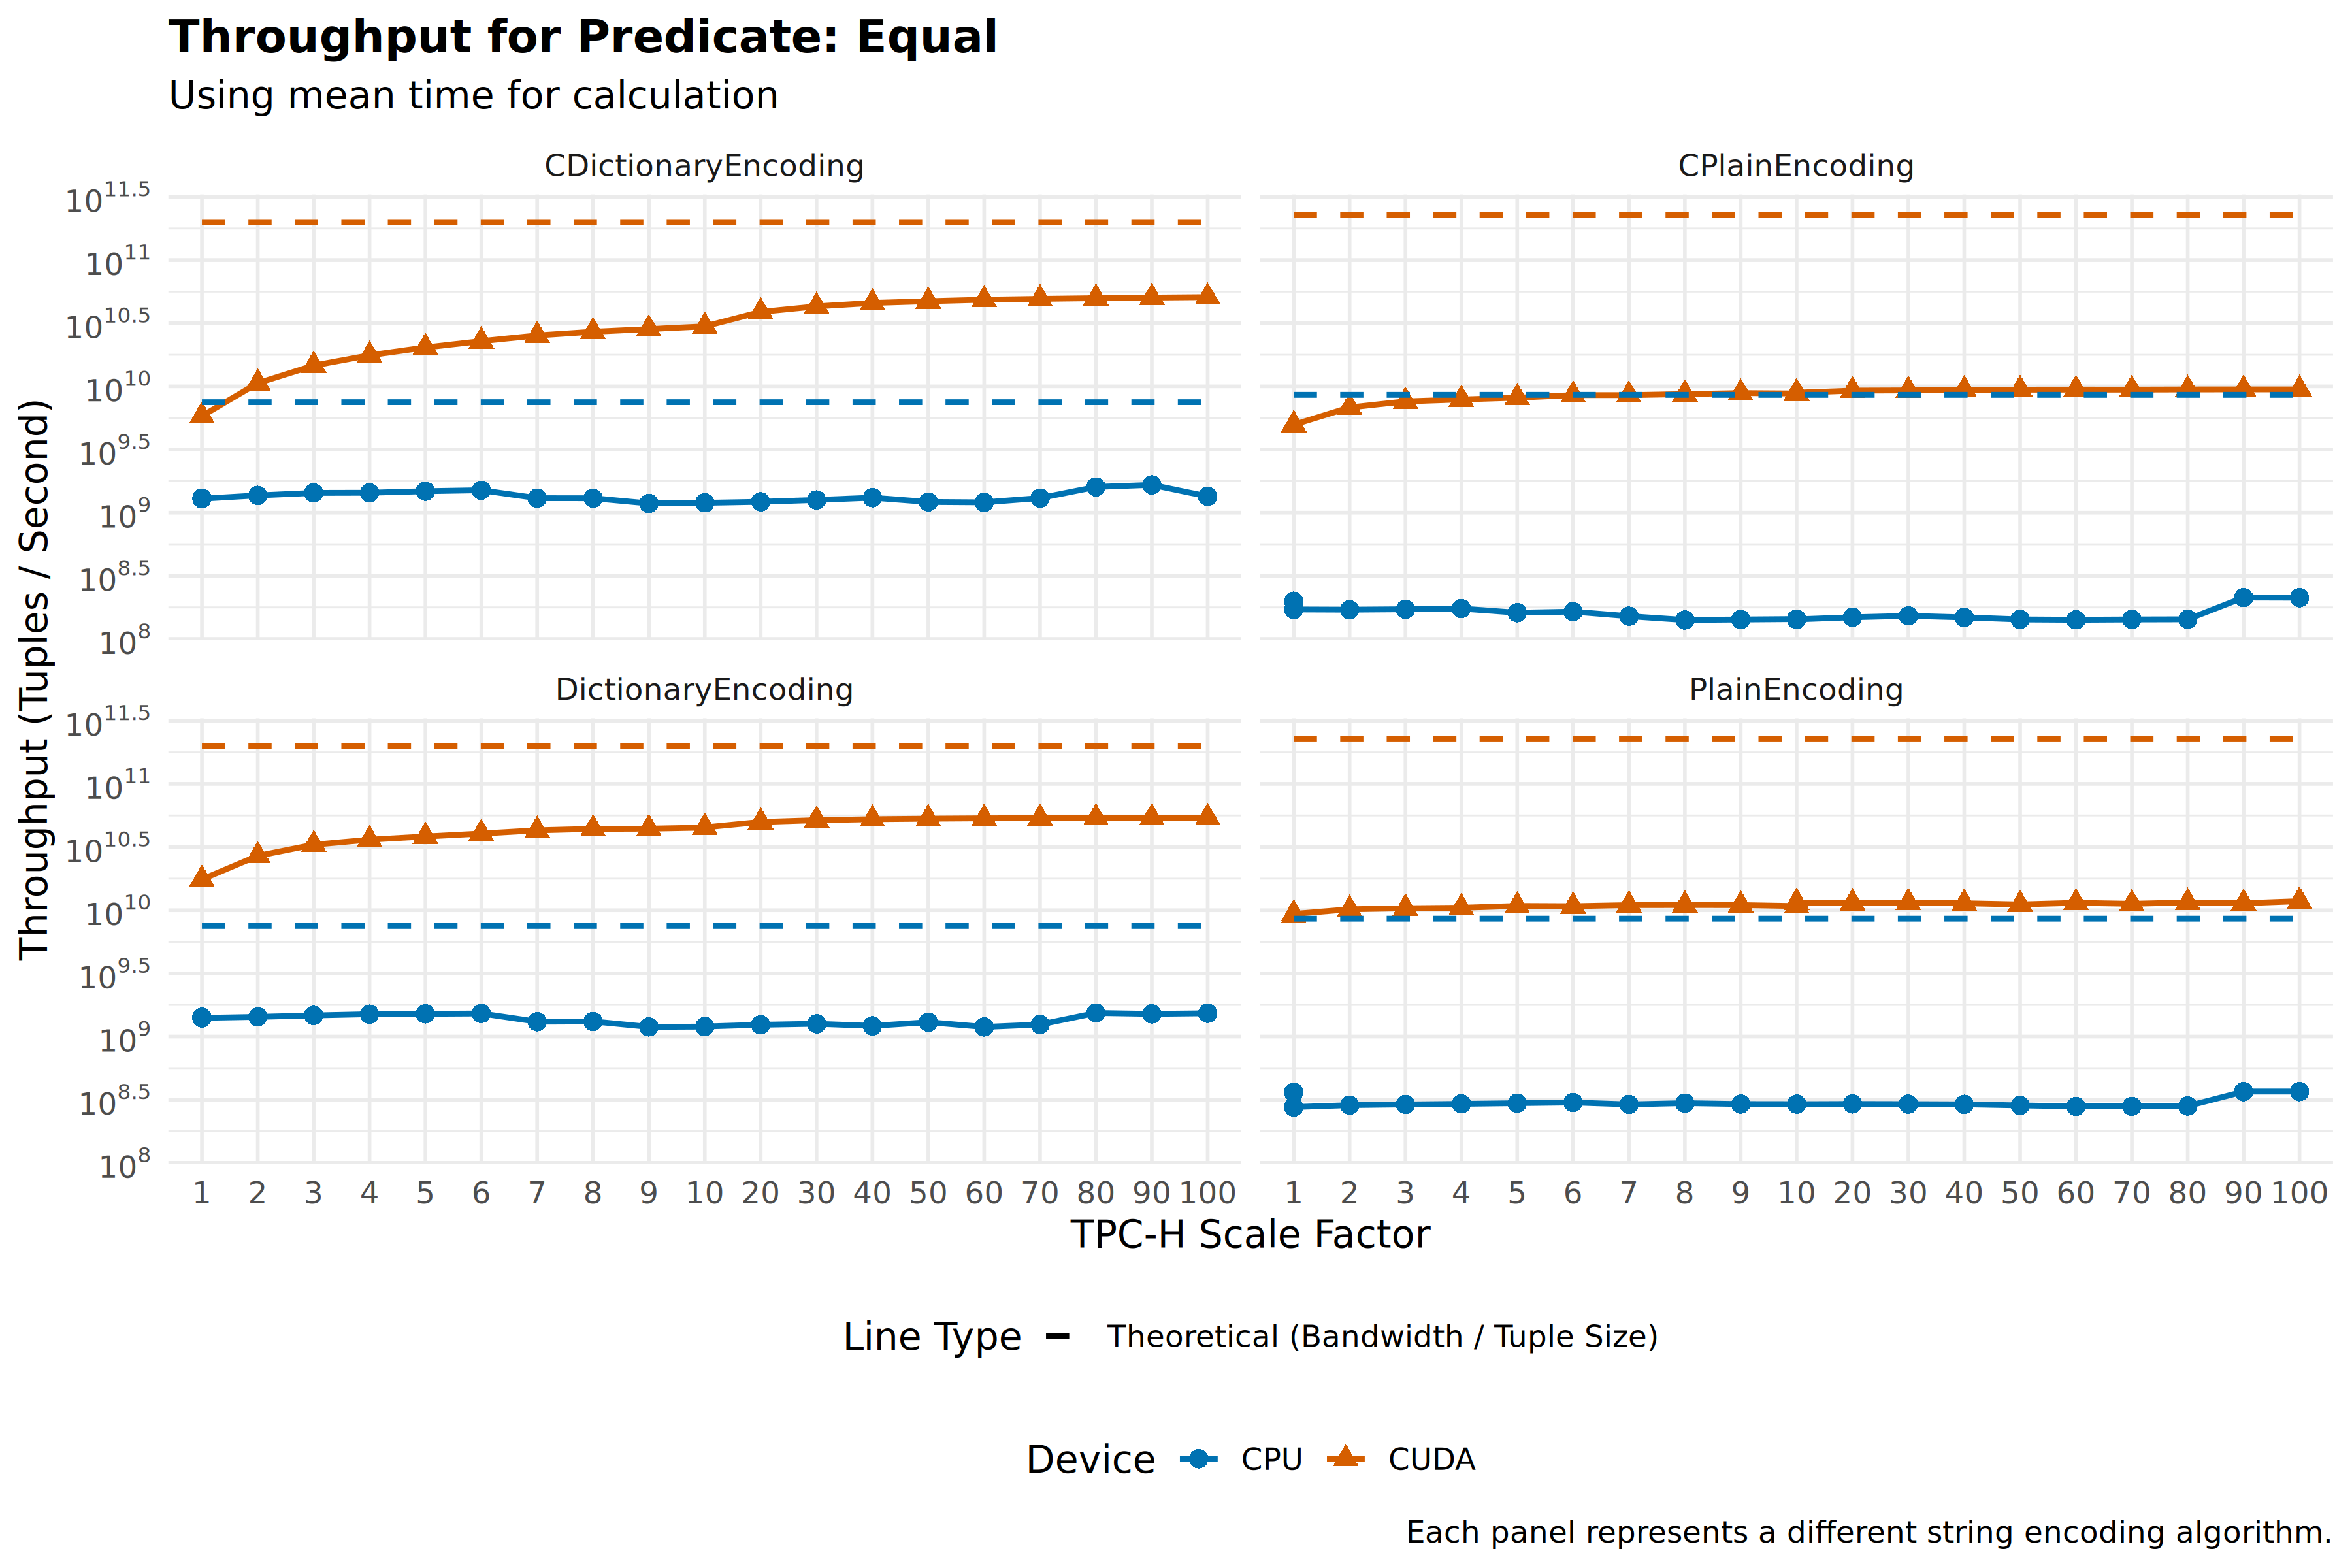 Throughput for Predicate: Equal
Using mean time for calculation
CDictionaryEncoding
CPlainEncoding
10^11.5
10^11
10^10.5
10^10
10^9.5
10^9
10^8.5
10^8
DictionaryEncoding
PlainEncoding
10^11.5
10^11
10^10.5
10^10
10^9.5
10^9
10^8.5
10^8
Throughput (Tuples / Second)
1 2 3 4 5 6 7 8 9 10 20 30 40 50 60 70 80 90 100
1 2 3 4 5 6 7 8 9 10 20 30 40 50 60 70 80 90 100
TPC-H Scale Factor
Line Type Theoretical (Bandwidth / Tuple Size)
Device CPU CUDA
Each panel represents a different string encoding algorithm.